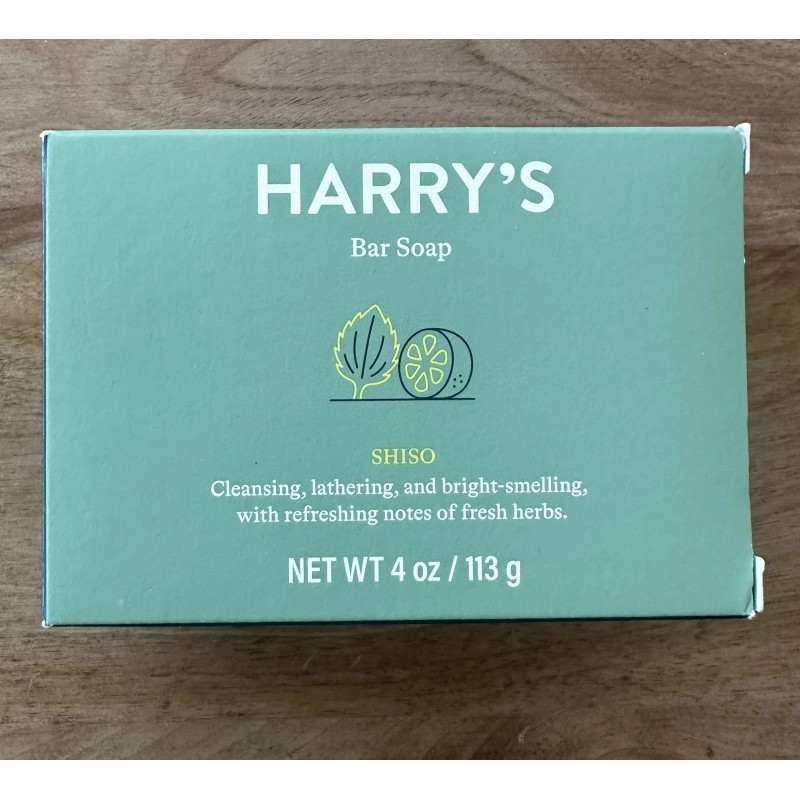 HARRY'S
Bar Soap
SHISO
Cleansing, lathering, and bright-smelling,
with refreshing notes of fresh herbs.
NET WT 4 oz / 113 g